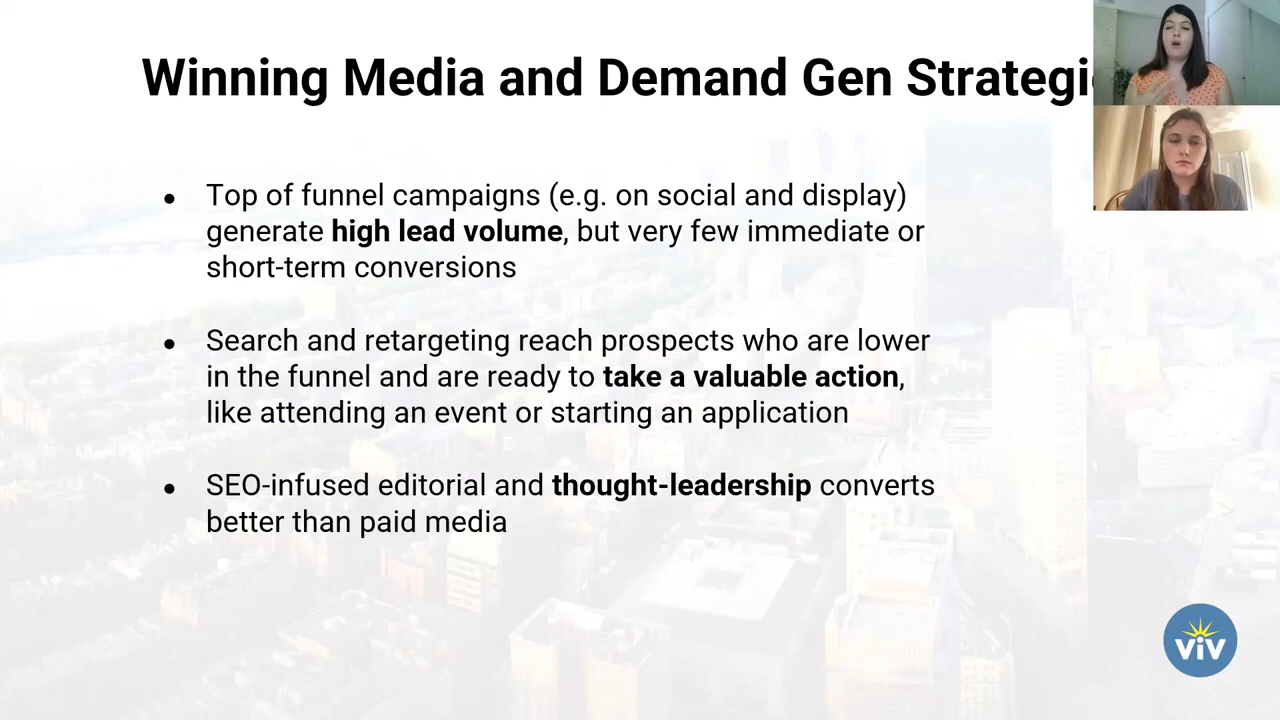 Winning Media and Demand Gen Strategi
● Top of funnel campaigns (e.g. on social and display)
generate high lead volume, but very few immediate or
short-term conversions
● Search and retargeting reach prospects who are lower
in the funnel and are ready to take a valuable action,
like attending an event or starting an application
● SEO-infused editorial and thought-leadership converts
better than paid media
viv